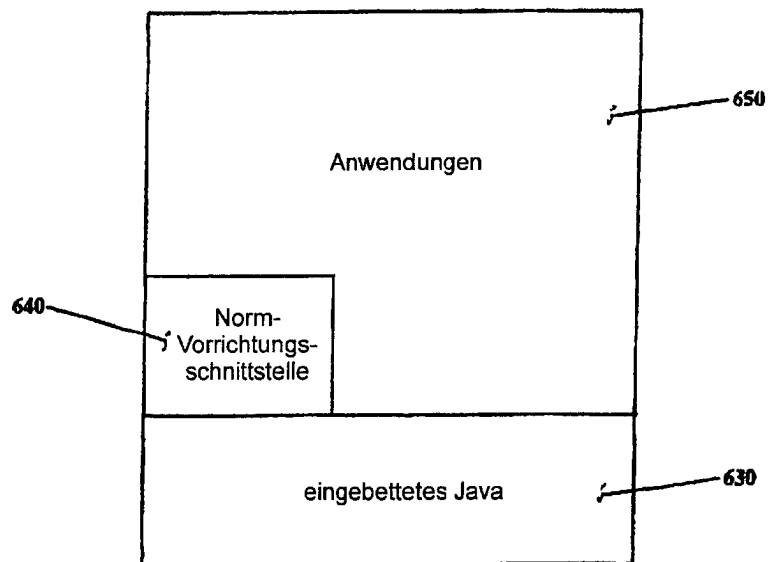 650
Anwendungen
640
Norm-
Vorrichtungs-
schnittstelle
eingebettetes Java
630